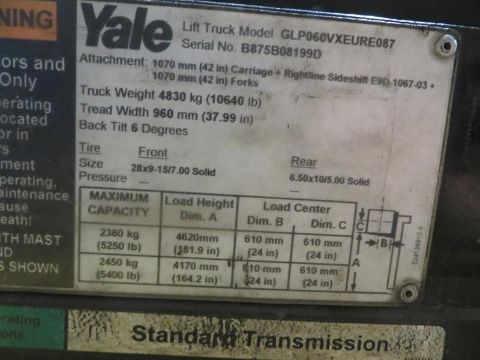 NING
ors and
Only
erating
ocated
or in
rs
ment
perating,
aintenance
ause
eath!
ITH MAST
ND
S SHOWN
Yale
Lift Truck Model GLP060VXEURE087
Serial No. B875B08199D
Attachment: 1070 mm (42 in) Carriage + Rightline Sideshift E9D-1067-03 +
1070 mm (42 in) Forks
Truck Weight 4830 kg (10640 lb)
Tread Width 960 mm (37.99 in)
Back Tilt 6 Degrees
Tire Front Rear
Size 28x9-15/7.00 Solid 6.50x10/5.00 Solid
Pressure --- ---
MAXIMUM CAPACITY Load Height Dim. A Load Center Dim. B Dim. C
2380 kg 4620mm 610 mm 610 mm
(5250 lb) (181.9 in) (24 in) (24 in)
2450 kg 4170 mm 610 mm 610 mm
(5400 lb) (164.2 in) (24 in) (24 in)
C
B
A
erating
ons
Standard Transmission